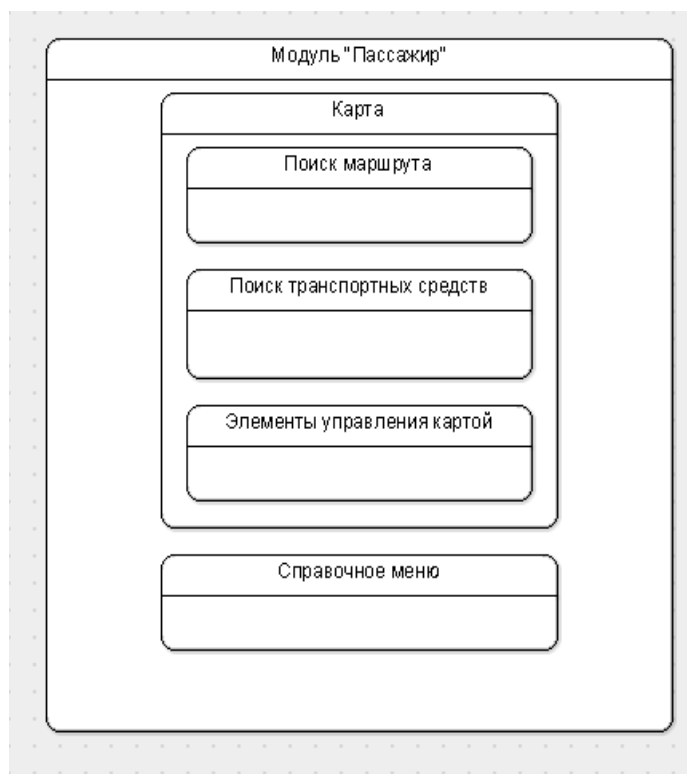 Модуль "Пассажир"
Карта
Поиск маршрута
Поиск транспортных средств
Элементы управления картой
Справочное меню